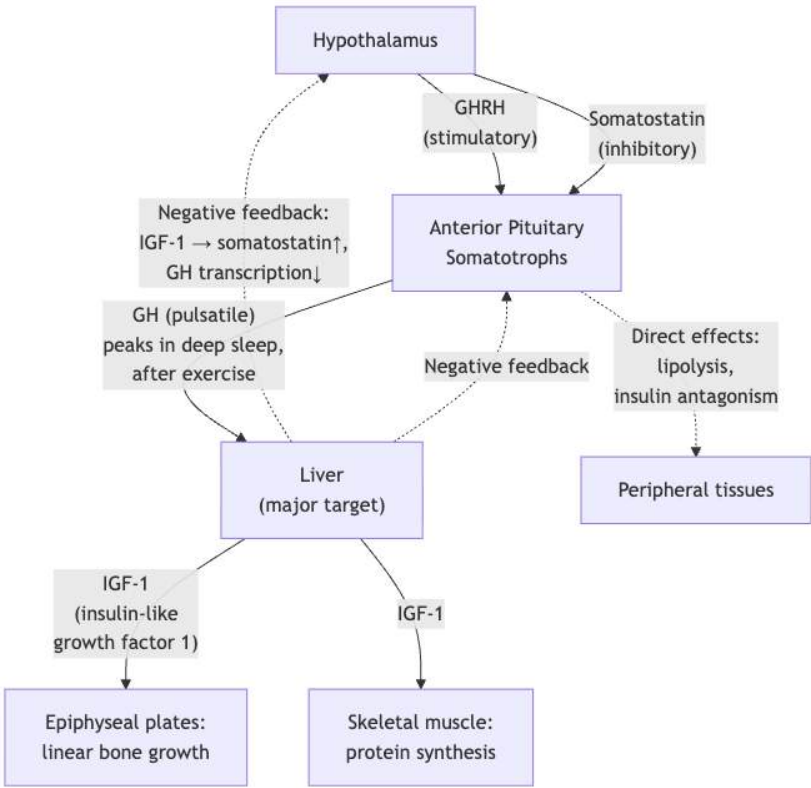 Hypothalamus
GHRH
(stimulatory)
Somatostatin
(inhibitory)
Negative feedback:
IGF-1 → somatostatin↑,
GH transcription↓
Anterior Pituitary
Somatotrophs
GH (pulsatile)
peaks in deep sleep,
after exercise
Negative feedback
Direct effects:
lipolysis,
insulin antagonism
Liver
(major target)
Peripheral tissues
IGF-1
(insulin-like
growth factor 1)
IGF-1
Epiphyseal plates:
linear bone growth
Skeletal muscle:
protein synthesis